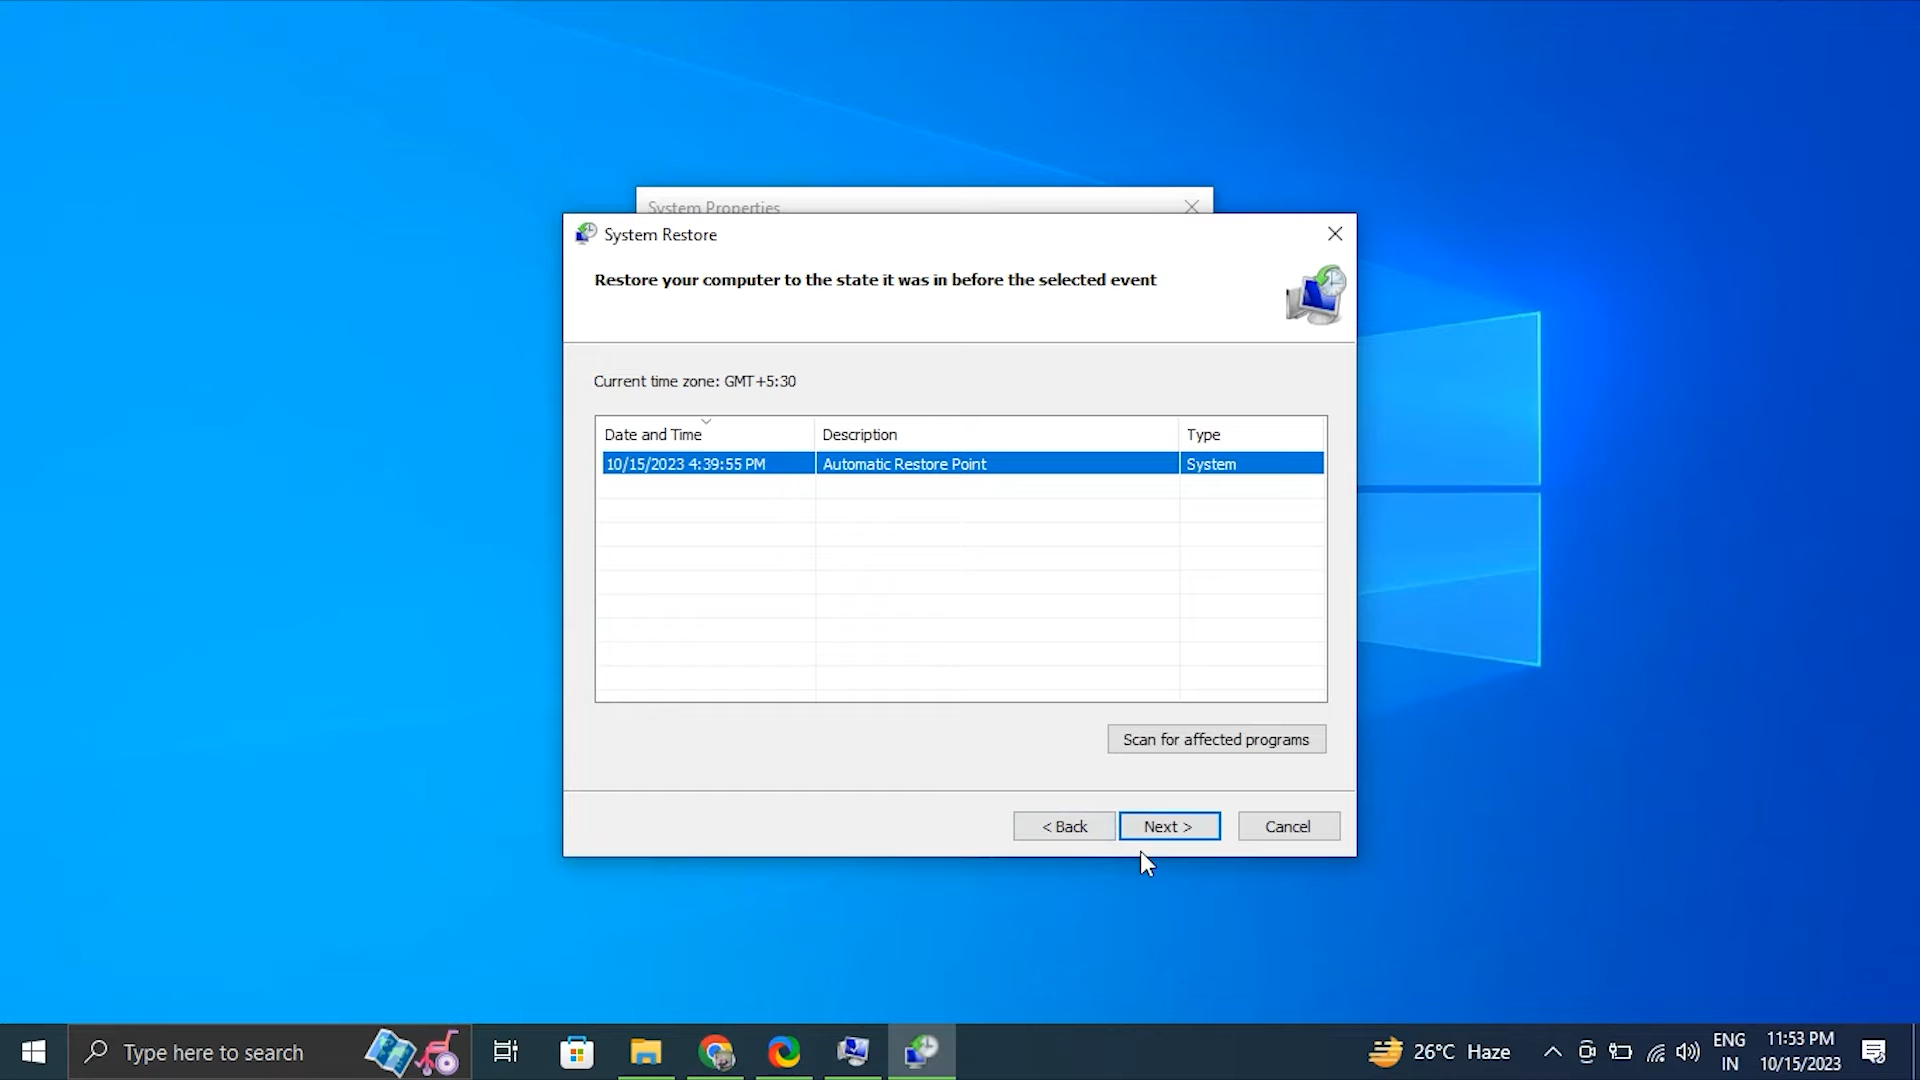 System Properties
System Restore
Restore your computer to the state it was in before the selected event
Current time zone: GMT+5:30
Date and Time Description Type
10/15/2023 4:39:55 PM Automatic Restore Point System
Scan for affected programs
< Back Next > Cancel
Type here to search
26°C Haze
ENG
IN
11:53 PM
10/15/2023